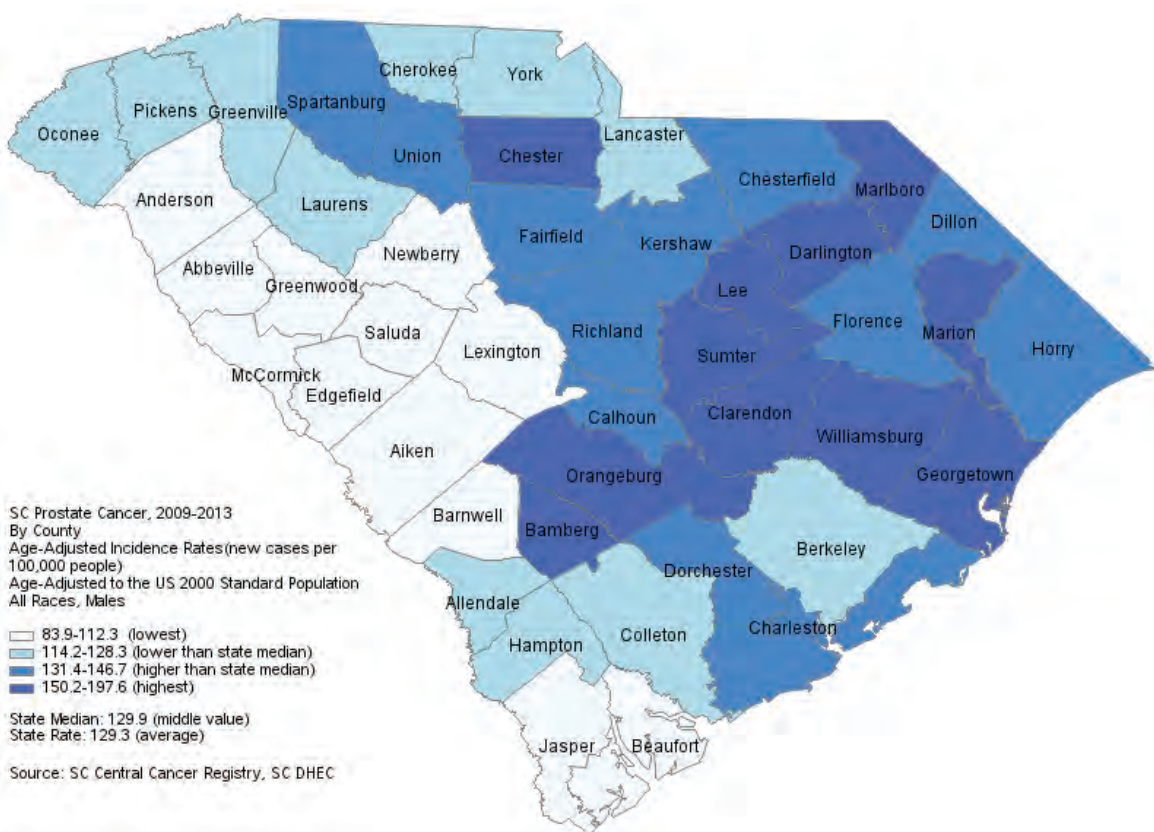 Cherokee
York
Spartanburg
Pickens
Greenville
Oconee
Lancaster
Union
Chester
Chesterfield
Marlboro
Anderson
Laurens
Dillon
Fairfield
Kershaw
Newberry
Darlington
Abbeville
Greenwood
Lee
Florence
Saluda
Richland
Marion
Lexington
Sumter
Horry
McCormick
Edgefield
Calhoun
Clarendon
Williamsburg
Aiken
Orangeburg
Georgetown
Barnwell
Bamberg
Berkeley
Dorchester
Allendale
Charleston
Colleton
Hampton
Jasper
Beaufort
SC Prostate Cancer, 2009-2013
By County
Age-Adjusted Incidence Rates(new cases per
100,000 people)
Age-Adjusted to the US 2000 Standard Population
All Races, Males
83.9-112.3 (lowest)
114.2-128.3 (lower than state median)
131.4-146.7 (higher than state median)
150.2-197.6 (highest)
State Median: 129.9 (middle value)
State Rate: 129.3 (average)
Source: SC Central Cancer Registry, SC DHEC